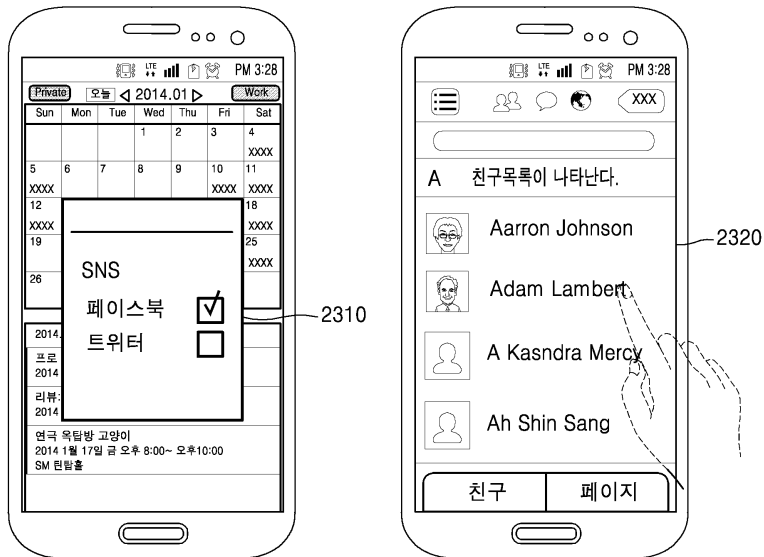 LTE PM 3:28
Private 오늘 2014.01 Work
Sun Mon Tue Wed Thu Fri Sat
1 2 3 4
XXXX
5 6 7 8 9 10 11
XXXX XXXX XXXX
12 18
XXXX XXXX
19 25
XXXX
26
SNS
페이스북
트위터
2310
2014.
프로
2014
리뷰:
2014
연극 옥탑방 고양이
2014 1월 17일 금 오후 8:00~ 오후10:00
SM 틴탑홀
LTE PM 3:28
XXX
A 친구목록이 나타난다.
Aarron Johnson
Adam Lambert
A Kasndra Mercy
Ah Shin Sang
친구 페이지
2320